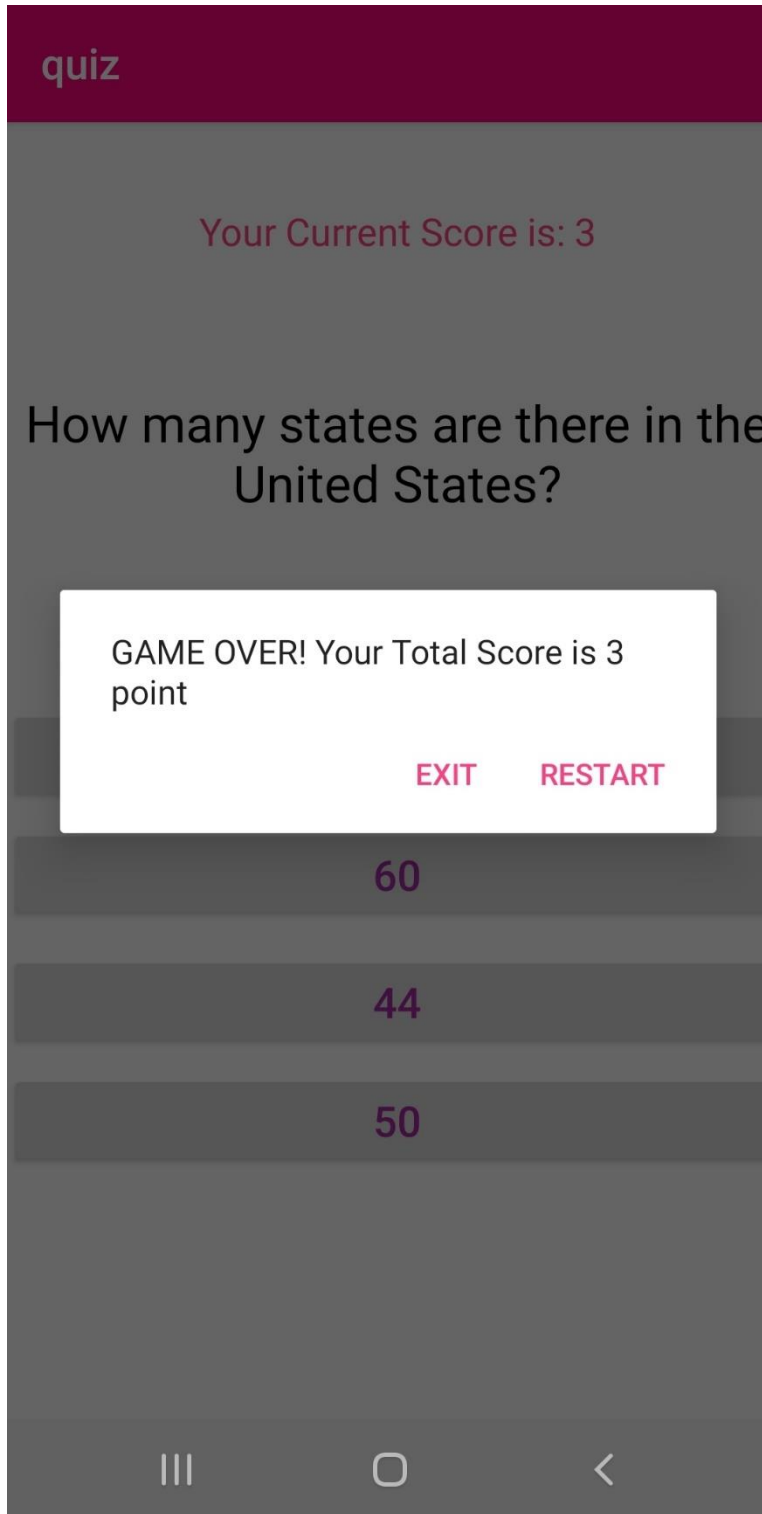 quiz
Your Current Score is: 3
How many states are there in the
United States?
GAME OVER! Your Total Score is 3
point
EXIT RESTART
60
44
50